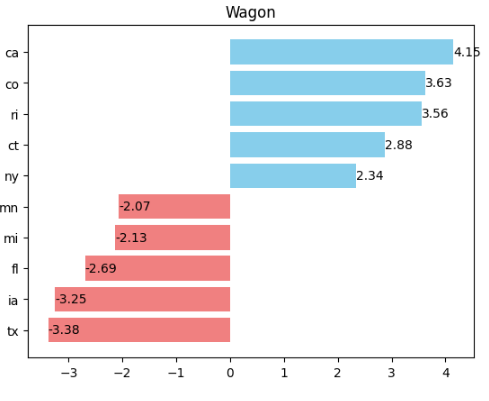 Wagon
ca 4.15
co 3.63
ri 3.56
ct 2.88
ny 2.34
mn -2.07
mi -2.13
fl -2.69
ia -3.25
tx -3.38
−3 −2 −1 0 1 2 3 4